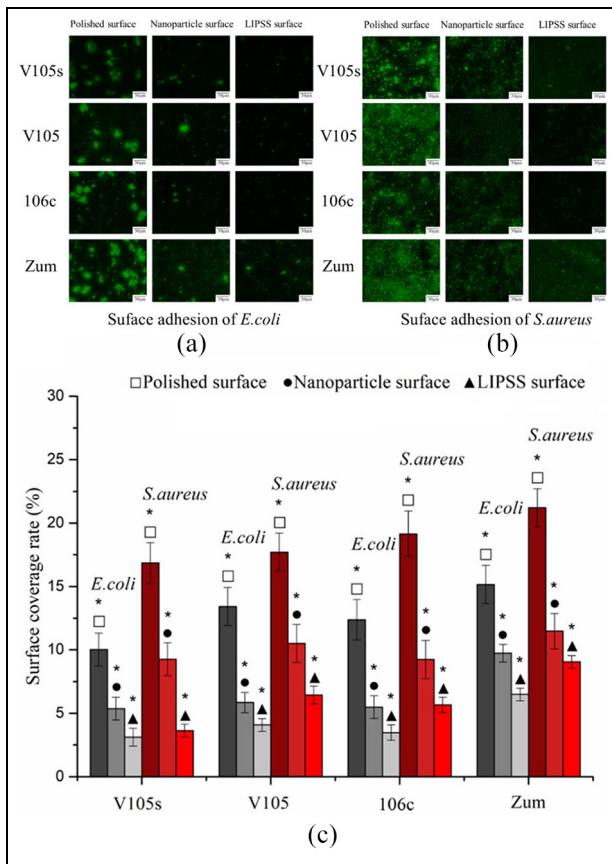 Polished surface Nanoparticle surface LIPSS surface
V105s
V105
106c
Zum
Suface adhesion of E.coli
(a)
Polished surface Nanoparticle surface LIPSS surface
V105s
V105
106c
Zum
Suface adhesion of S.aureus
(b)
30
25
20
15
10
5
0
Surface coverage rate (%)
□ Polished surface ● Nanoparticle surface ▲ LIPSS surface
E.coli
S.aureus
E.coli
S.aureus
E.coli
S.aureus
E.coli
S.aureus
V105s V105 106c Zum
(c)